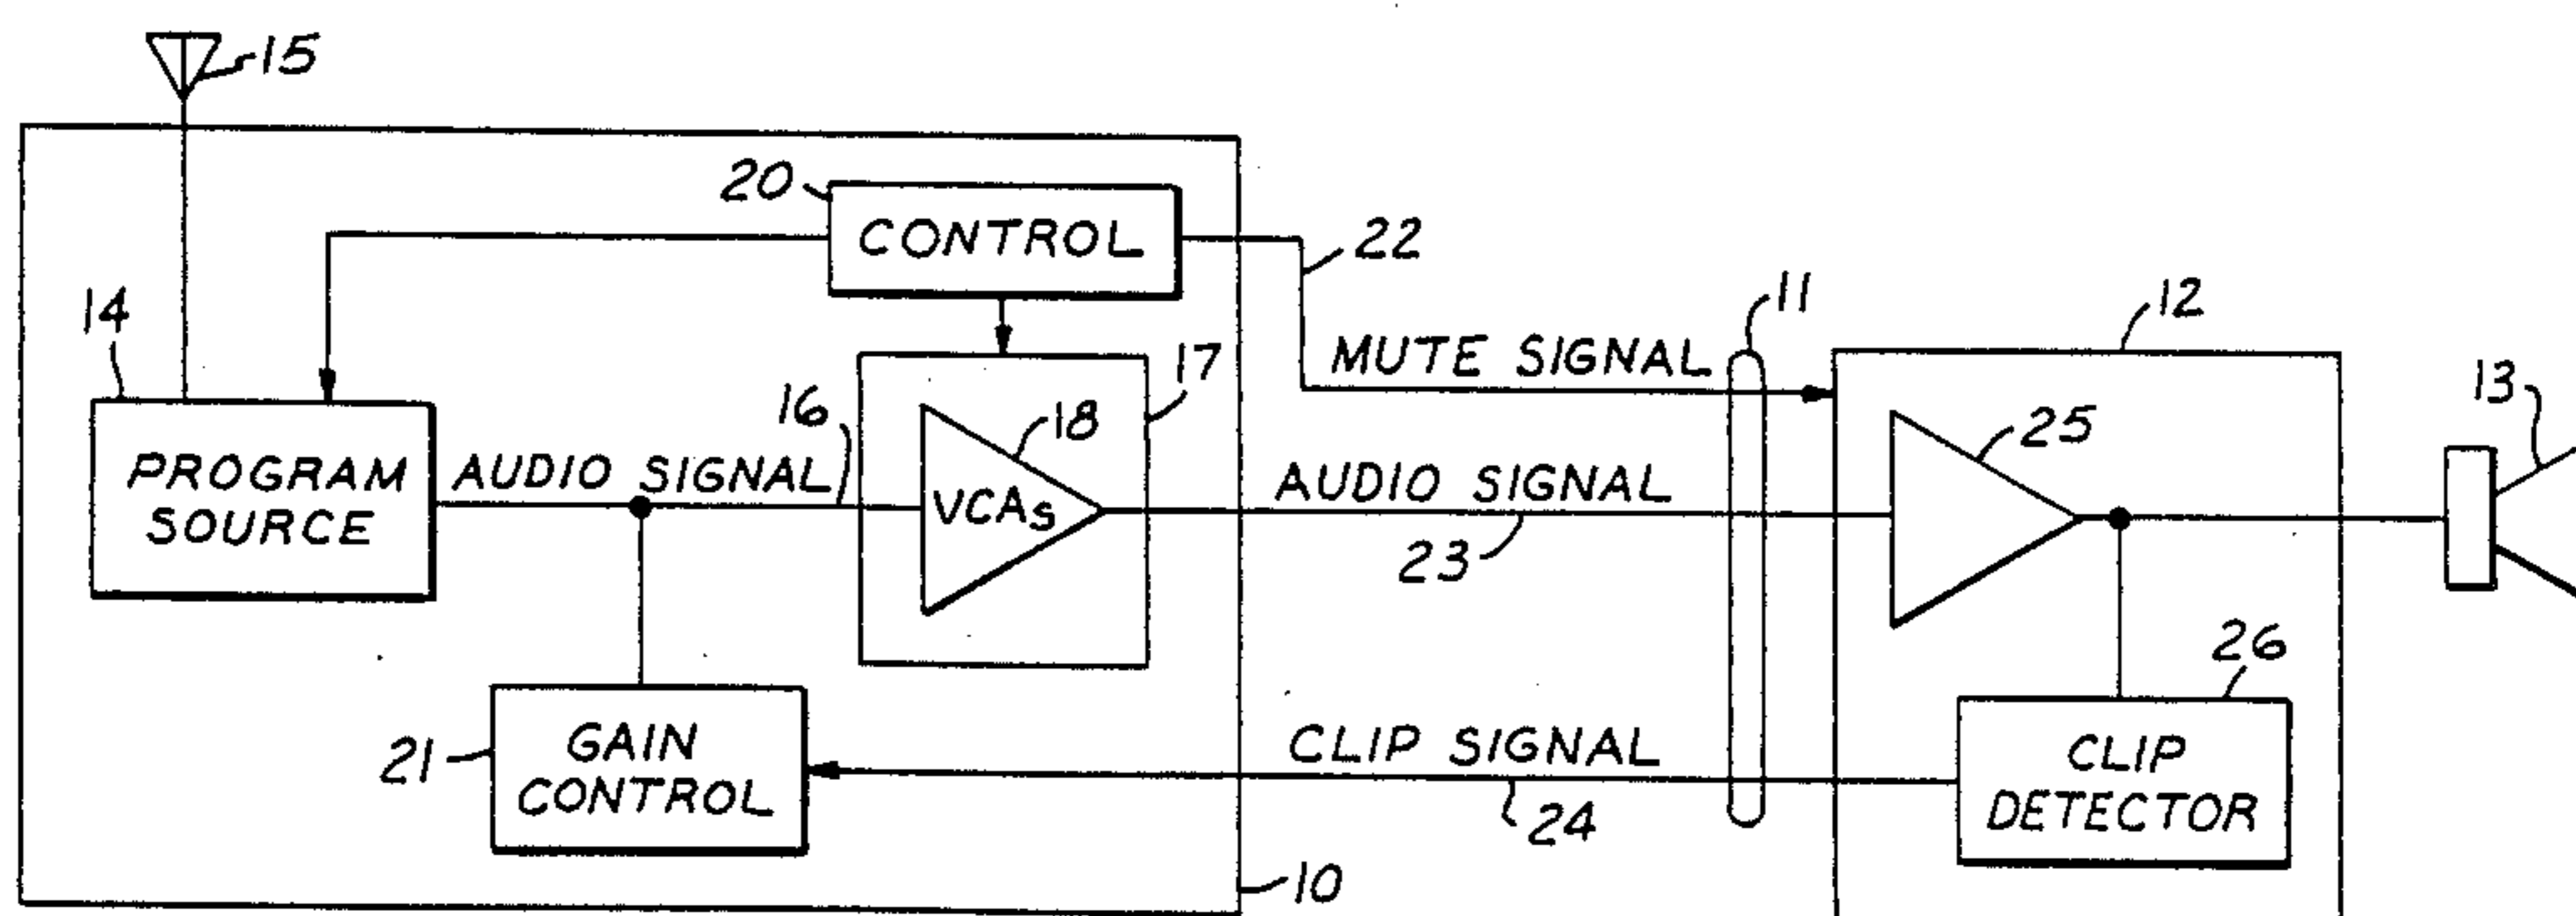 15
20
CONTROL
22
11
12
14
MUTE SIGNAL
17
13
16
18
25
PROGRAM
SOURCE
AUDIO SIGNAL
VCAs
AUDIO SIGNAL
23
26
21
GAIN
CONTROL
CLIP SIGNAL
24
CLIP
DETECTOR
10